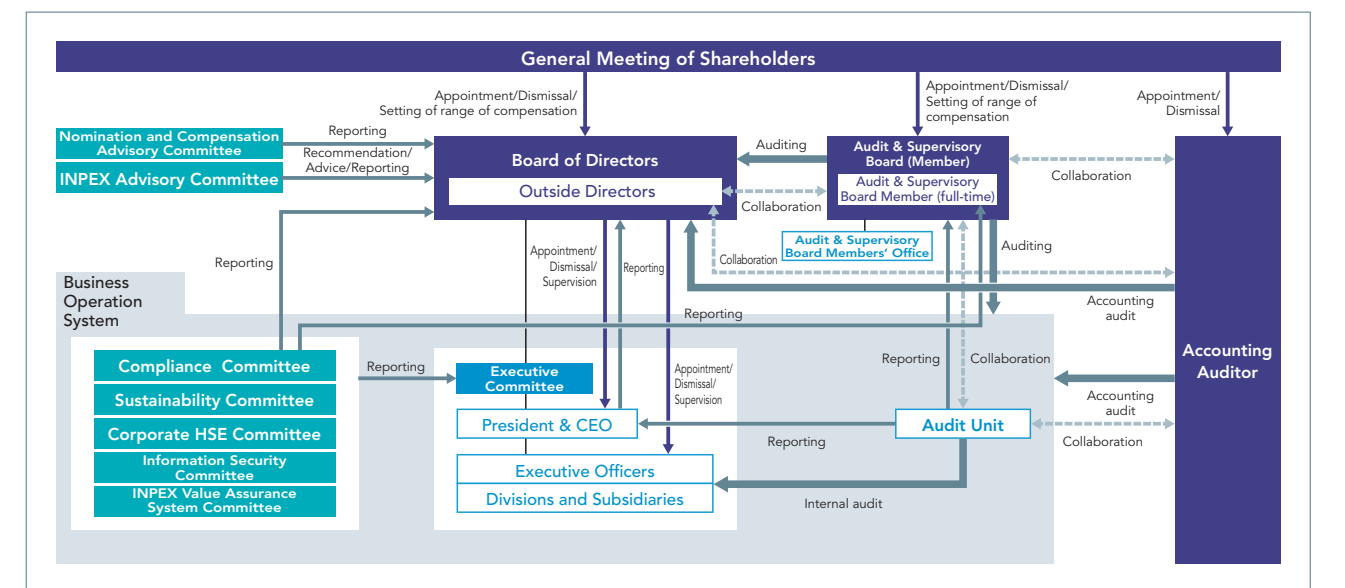 General Meeting of Shareholders
Appointment/Dismissal/
Setting of range of compensation
Appointment/Dismissal/
Setting of range of
compensation
Appointment/
Dismissal
Nomination and Compensation
Advisory Committee
Reporting
INPEX Advisory Committee
Recommendation/
Advice/Reporting
Board of Directors
Outside Directors
Auditing
Collaboration
Audit & Supervisory
Board (Member)
Audit & Supervisory
Board Member (full-time)
Collaboration
Audit & Supervisory
Board Members' Office
Auditing
Reporting
Appointment/
Dismissal/
Supervision
Reporting
Collaboration
Accounting
audit
Business
Operation
System
Reporting
Compliance Committee
Sustainability Committee
Corporate HSE Committee
Information Security
Committee
INPEX Value Assurance
System Committee
Reporting
Executive
Committee
Appointment/
Dismissal/
Supervision
President & CEO
Executive Officers
Divisions and Subsidiaries
Reporting
Collaboration
Audit Unit
Reporting
Internal audit
Accounting
audit
Collaboration
Accounting
Auditor